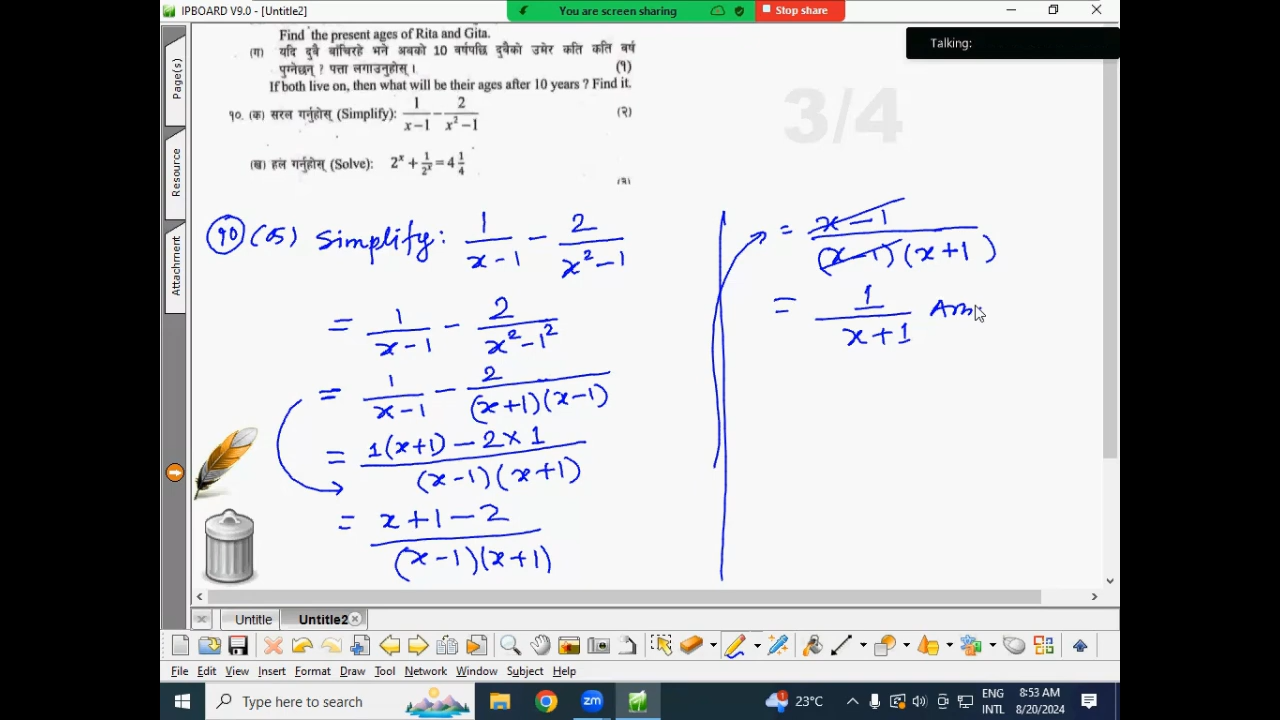 IPBOARD V9.0 - [Untitle2]
You are screen sharing
Stop share
Talking:
Page(s)
Resource
Attachment
3/4
Find the present ages of Rita and Gita.
(ग) यदि दुवै बाँचिरहे भने अबको 10 वर्षपछि दुवैको उमेर कति कति वर्ष
पुग्नेछन् ? पत्ता लगाउनुहोस् । (१)
If both live on, then what will be their ages after 10 years ? Find it.
१०. (क) सरल गर्नुहोस् (Simplify): 1/(x-1) - 2/(x²-1) (२)
(ख) हल गर्नुहोस् (Solve): 2ˣ + 1/2ˣ = 4 1/4
१० (क) Simplify: 1/(x-1) - 2/(x²-1)
= 1/(x-1) - 2/(x²-1²)
= 1/(x-1) - 2/((x+1)(x-1))
= (1(x+1) - 2×1)/((x-1)(x+1))
= (x+1-2)/((x-1)(x+1))
= (x-1)/((x-1)(x+1))
= 1/(x+1) Ans
Untitle
Untitle2
File Edit View Insert Format Draw Tool Network Window Subject Help
Type here to search
zm
1
23°C
ENG
INTL
8:53 AM
8/20/2024